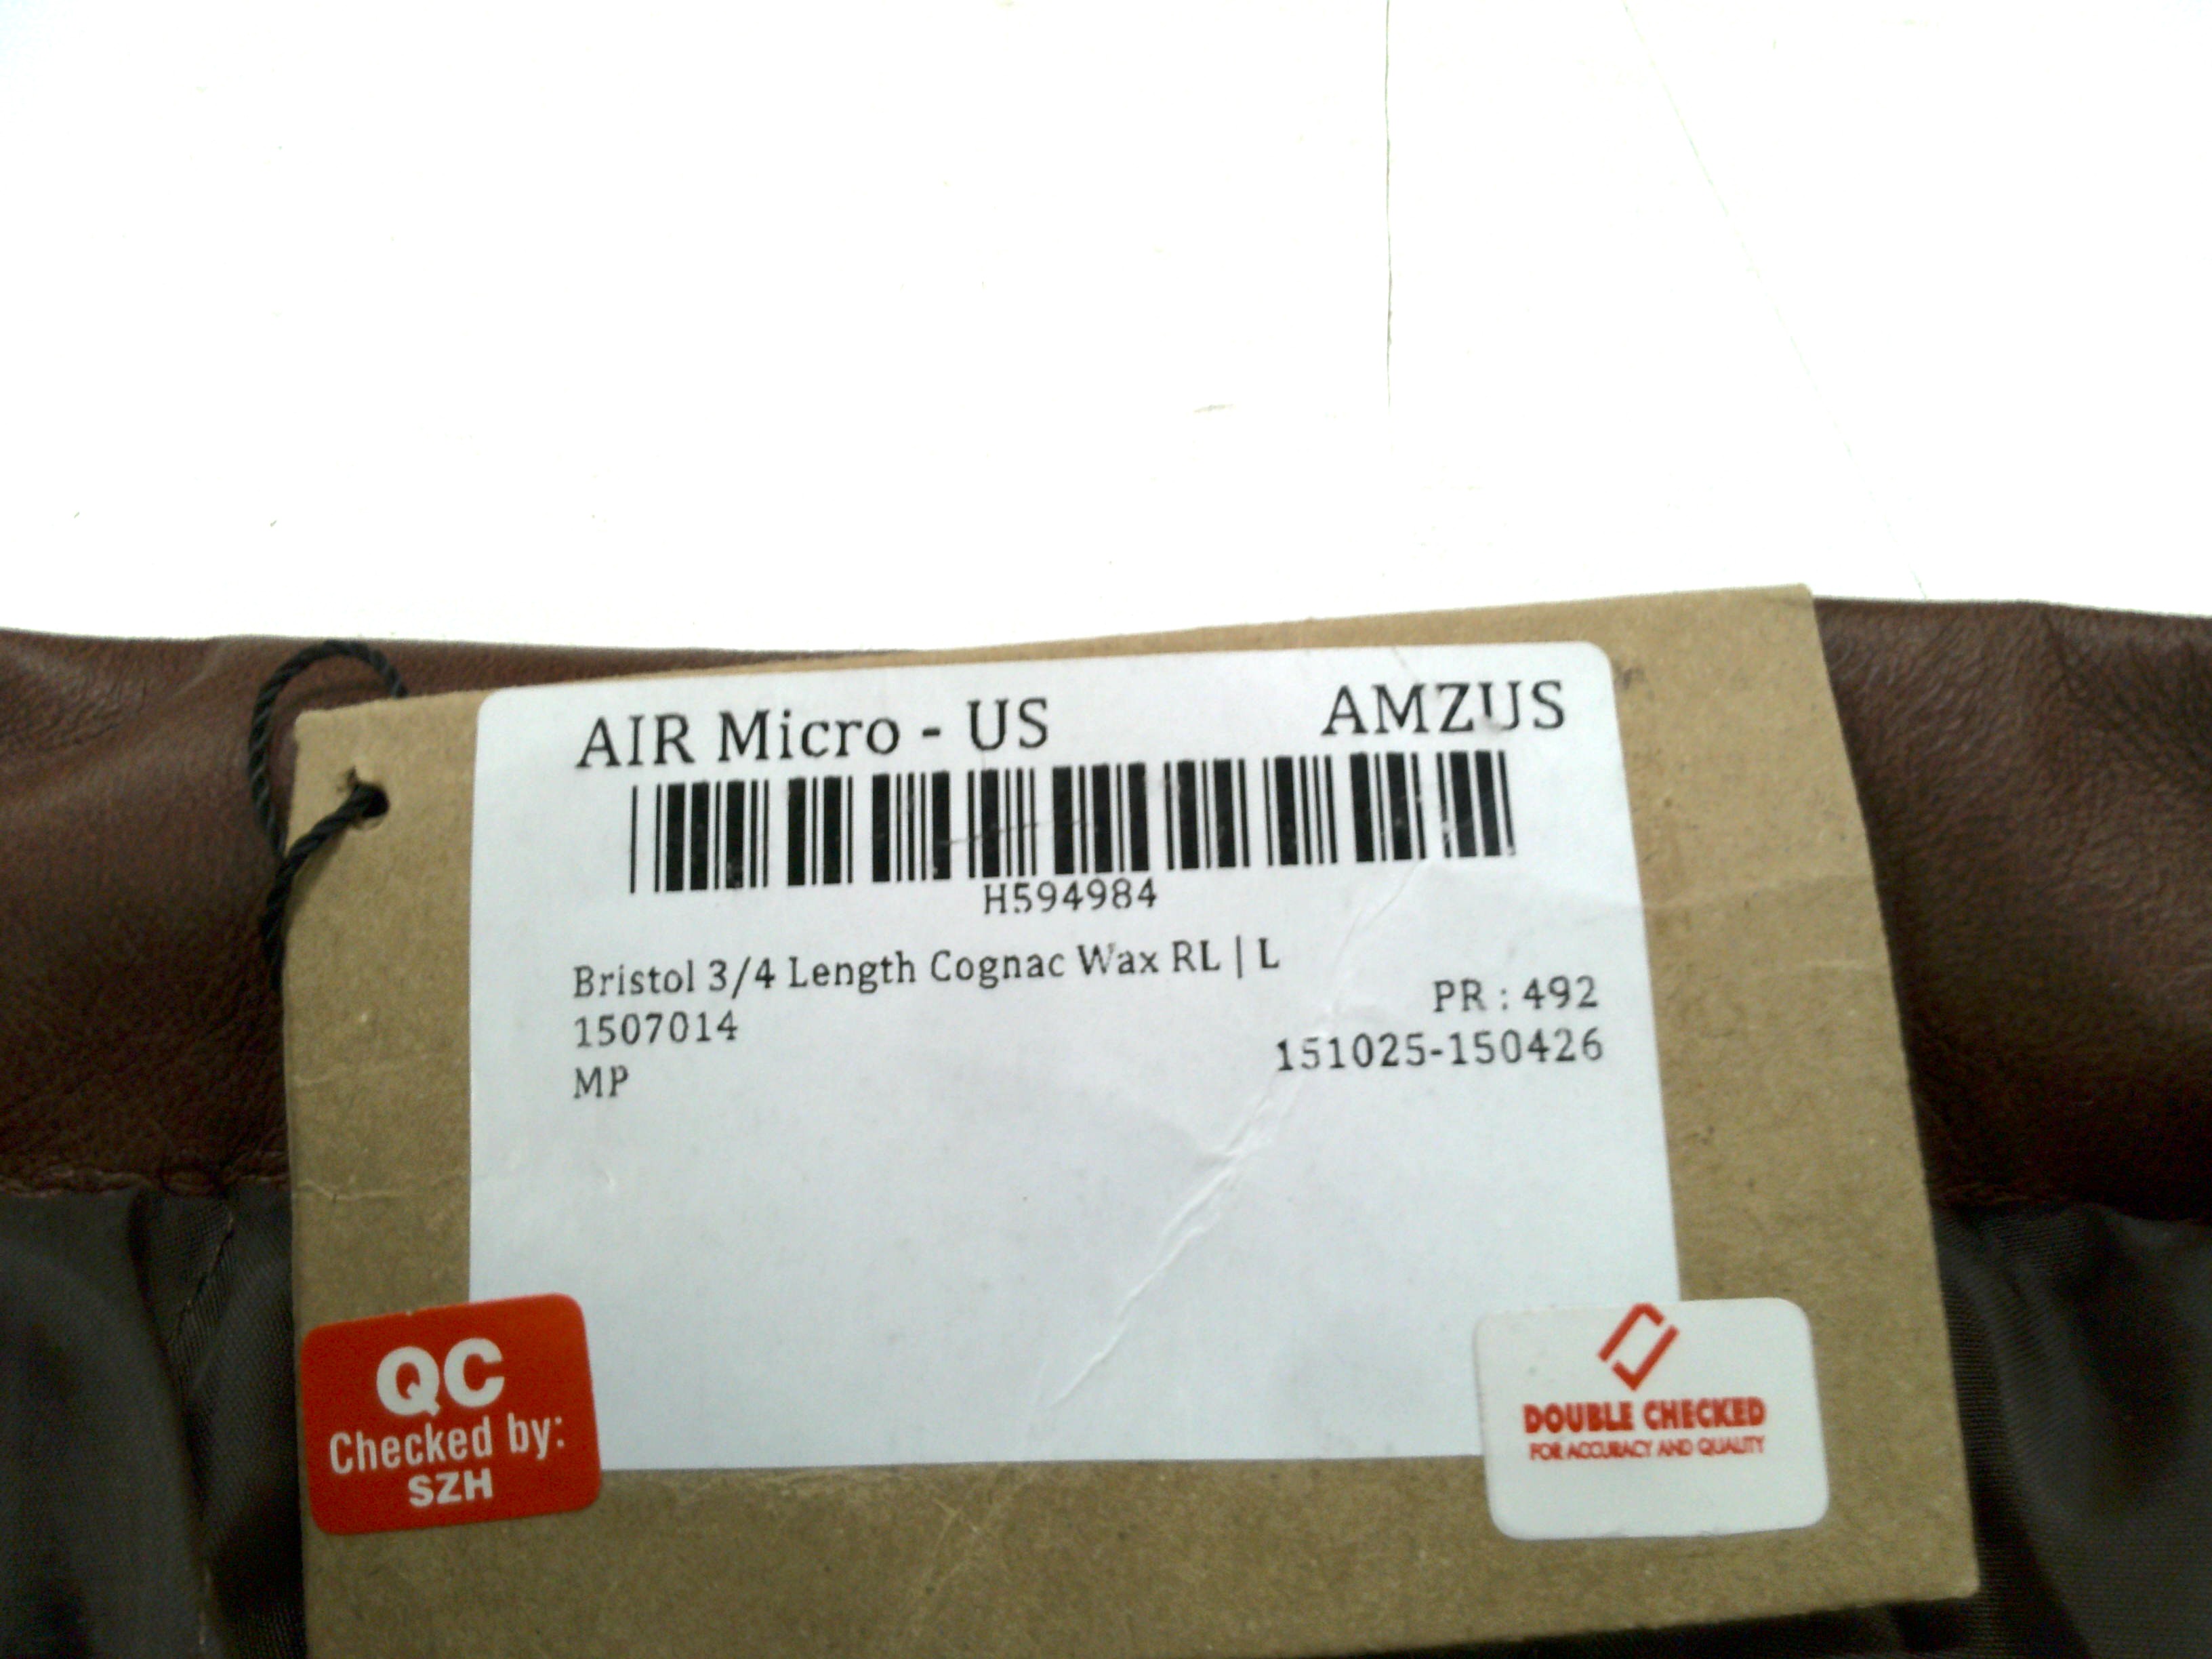 AIR Micro - US AMZUS
H594984
Bristol 3/4 Length Cognac Wax RL | L
PR : 492
1507014
151025-150426
MP
QC
Checked by:
SZH
DOUBLE CHECKED
FOR ACCURACY AND QUALITY